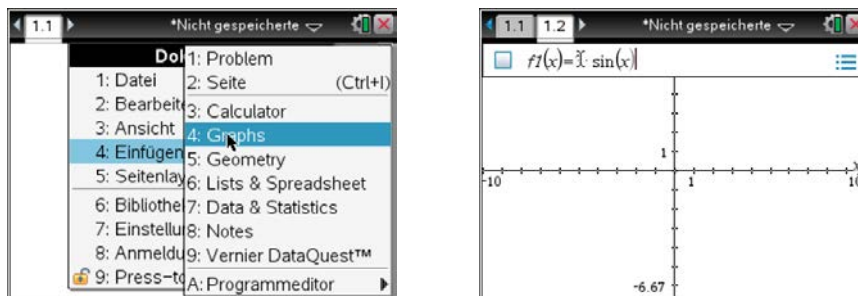 1.1 *Nicht gespeicherte
1: Datei
2: Bearbeite
3: Ansicht
4: Einfügen
5: Seitenlay
6: Bibliothe
7: Einstellu
8: Anmeldu
9: Press-to
1: Problem
2: Seite (Ctrl+I)
3: Calculator
4: Graphs
5: Geometry
6: Lists & Spreadsheet
7: Data & Statistics
8: Notes
9: Vernier DataQuest™
A: Programmeditor
1.1 1.2 *Nicht gespeicherte
f1(x)= sin(x)
1
-10 1 10
-6.67